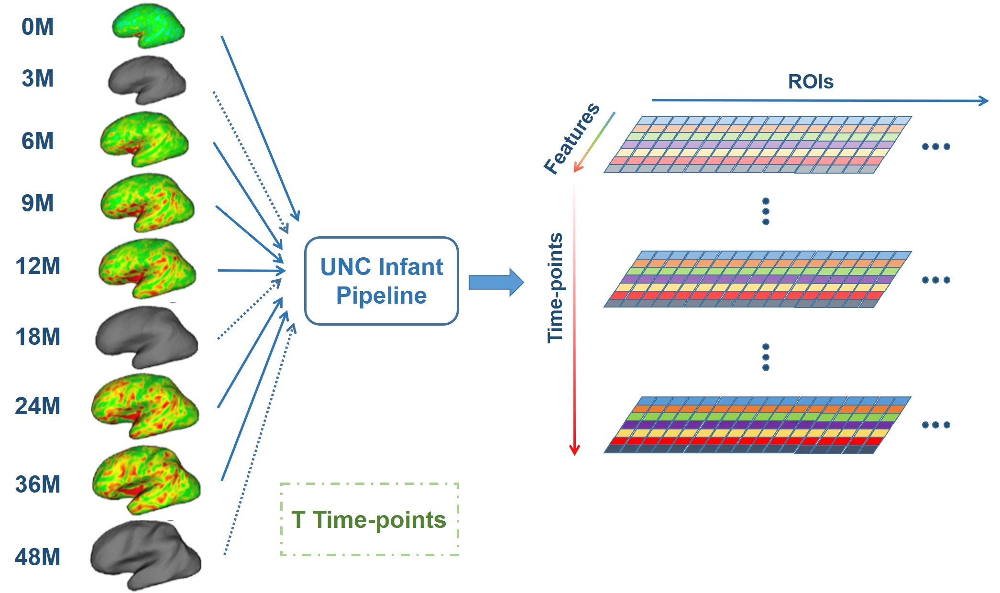 0M
3M
6M
9M
12M
18M
24M
36M
48M
UNC Infant
Pipeline
T Time-points
ROIs
Features
Time-points